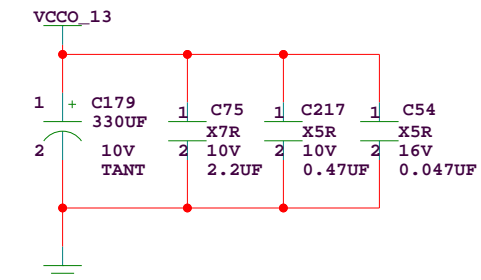 VCCO_13
1 + C179
330UF
2 10V
TANT
1 C75
X7R
2 10V
2.2UF
1 C217
X5R
2 10V
0.47UF
1 C54
X5R
2 16V
0.047UF